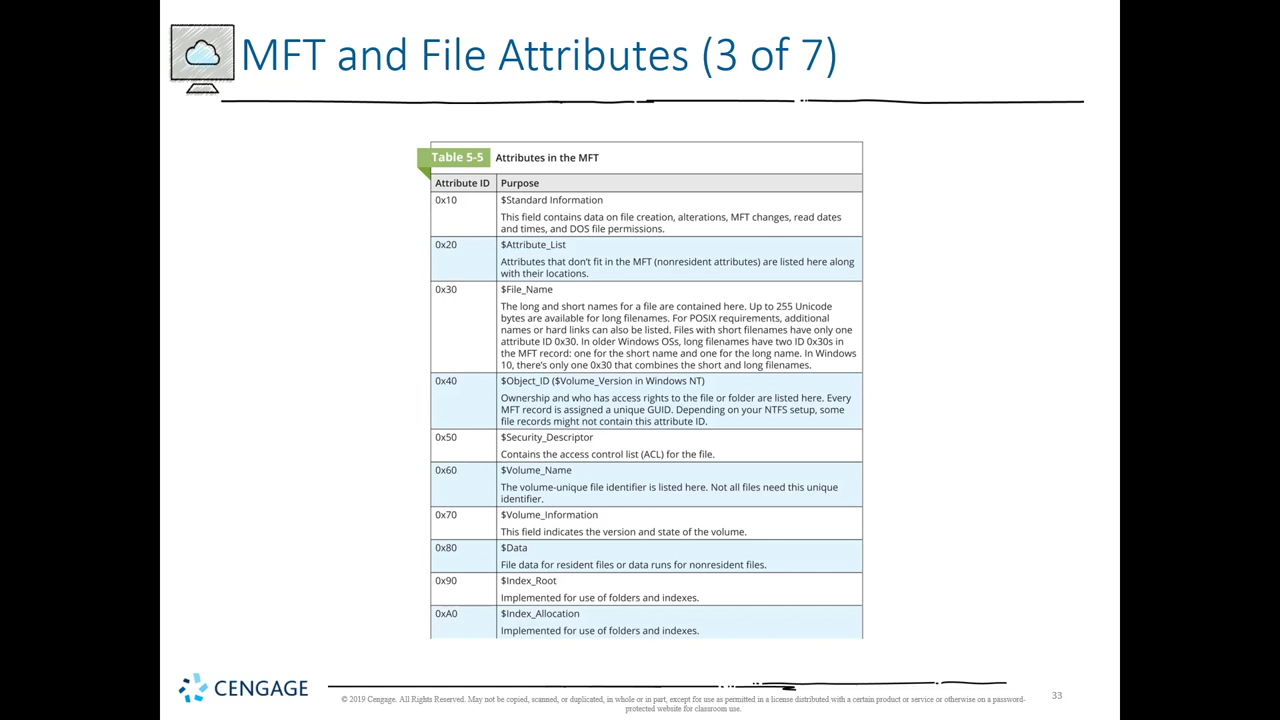 MFT and File Attributes (3 of 7)
Table 5-5 Attributes in the MFT
Attribute ID Purpose
0x10 $Standard Information
This field contains data on file creation, alterations, MFT changes, read dates
and times, and DOS file permissions.
0x20 $Attribute_List
Attributes that don't fit in the MFT (nonresident attributes) are listed here along
with their locations.
0x30 $File_Name
The long and short names for a file are contained here. Up to 255 Unicode
bytes are available for long filenames. For POSIX requirements, additional
names or hard links can also be listed. Files with short filenames have only one
attribute ID 0x30. In older Windows OSs, long filenames have two ID 0x30s in
the MFT record: one for the short name and one for the long name. In Windows
10, there's only one 0x30 that combines the short and long filenames.
0x40 $Object_ID ($Volume_Version in Windows NT)
Ownership and who has access rights to the file or folder are listed here. Every
MFT record is assigned a unique GUID. Depending on your NTFS setup, some
file records might not contain this attribute ID.
0x50 $Security_Descriptor
Contains the access control list (ACL) for the file.
0x60 $Volume_Name
The volume-unique file identifier is listed here. Not all files need this unique
identifier.
0x70 $Volume_Information
This field indicates the version and state of the volume.
0x80 $Data
File data for resident files or data runs for nonresident files.
0x90 $Index_Root
Implemented for use of folders and indexes.
0xA0 $Index_Allocation
Implemented for use of folders and indexes.
CENGAGE
© 2019 Cengage. All Rights Reserved. May not be copied, scanned, or duplicated, in whole or in part, except for use as permitted in a license distributed with a certain product or service or otherwise on a password-
protected website for classroom use.
33